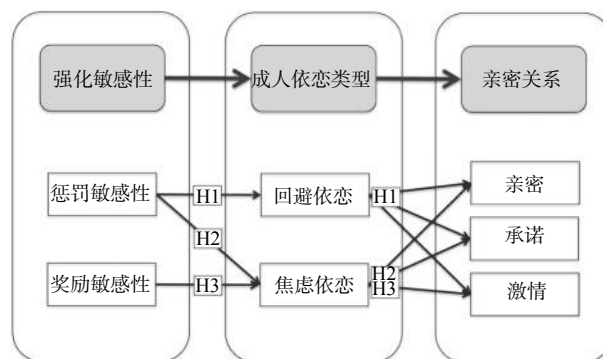 强化敏感性
成人依恋类型
亲密关系
惩罚敏感性
H1
回避依恋
H1
亲密
H2
承诺
奖励敏感性
H3
焦虑依恋
H2
H3
激情